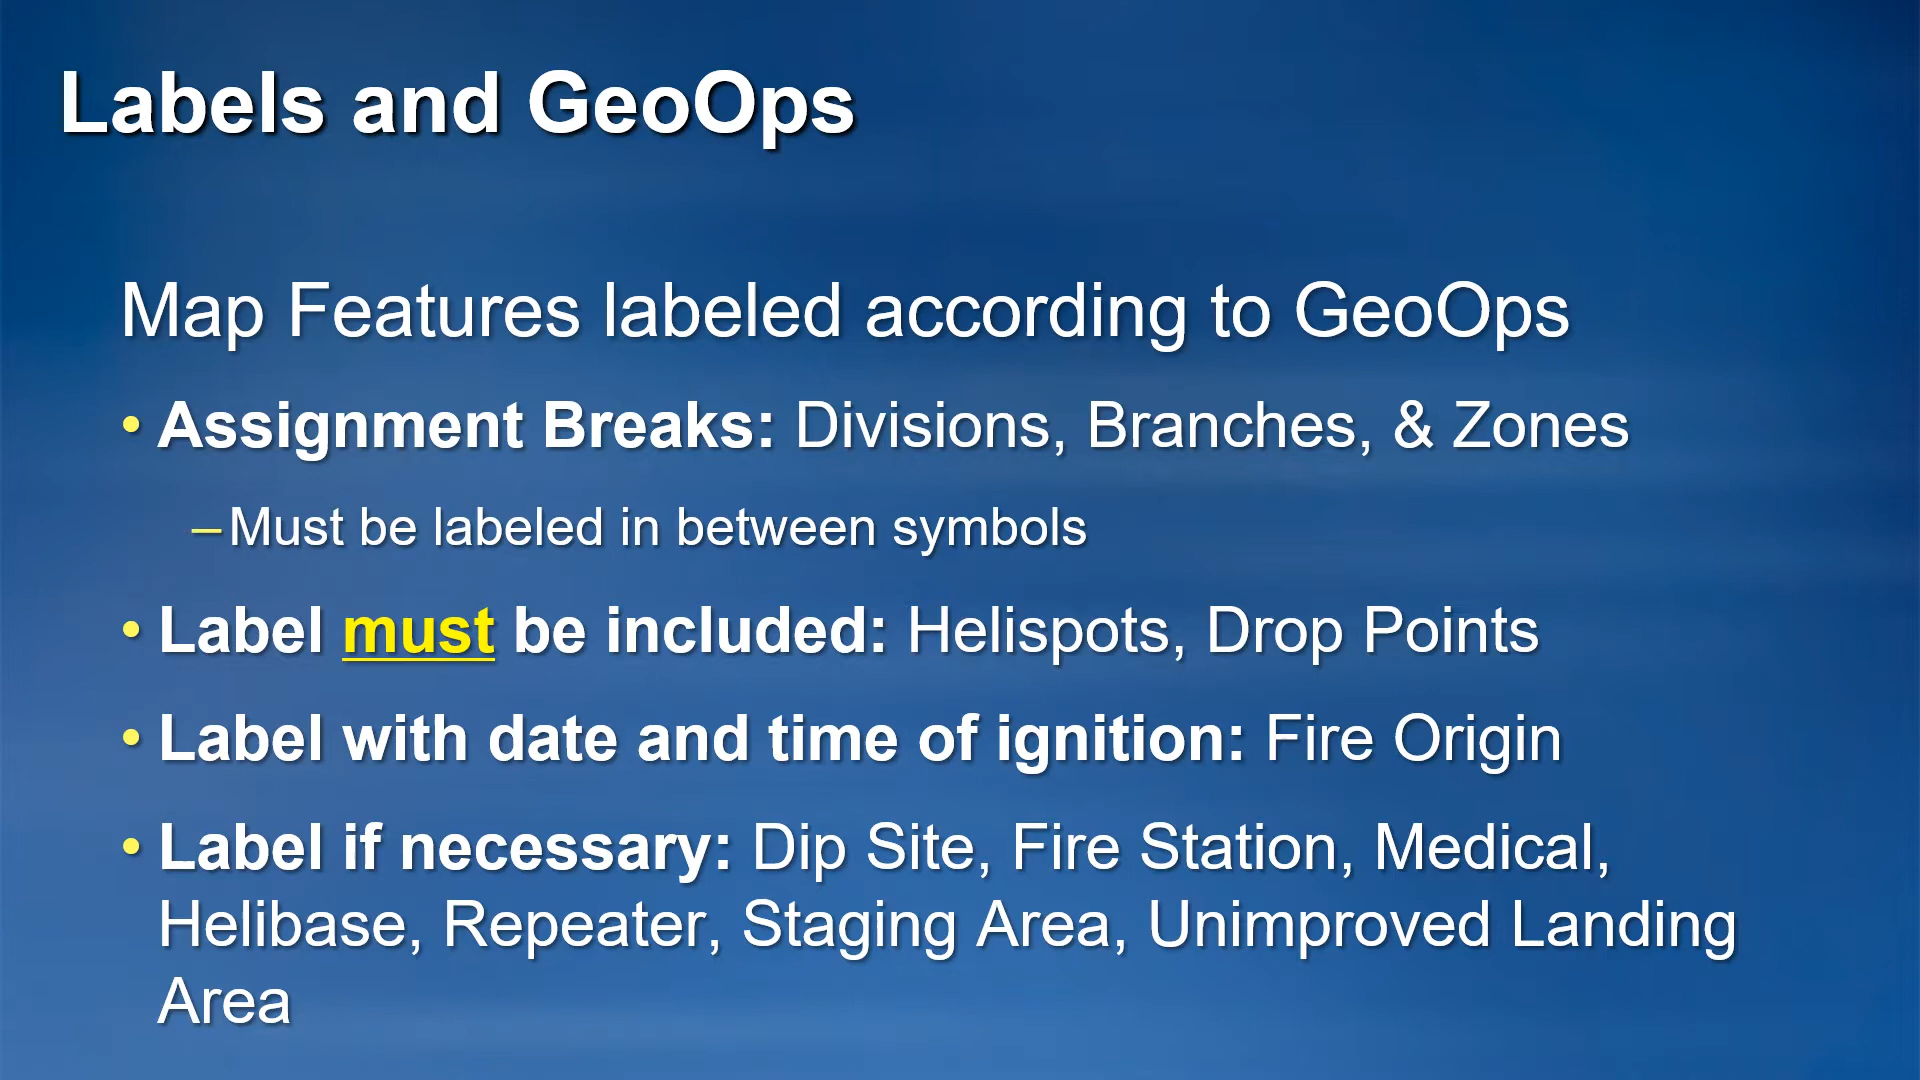 Labels and GeoOps
Map Features labeled according to GeoOps
• Assignment Breaks: Divisions, Branches, & Zones
– Must be labeled in between symbols
• Label must be included: Helispots, Drop Points
• Label with date and time of ignition: Fire Origin
• Label if necessary: Dip Site, Fire Station, Medical,
Helibase, Repeater, Staging Area, Unimproved Landing
Area